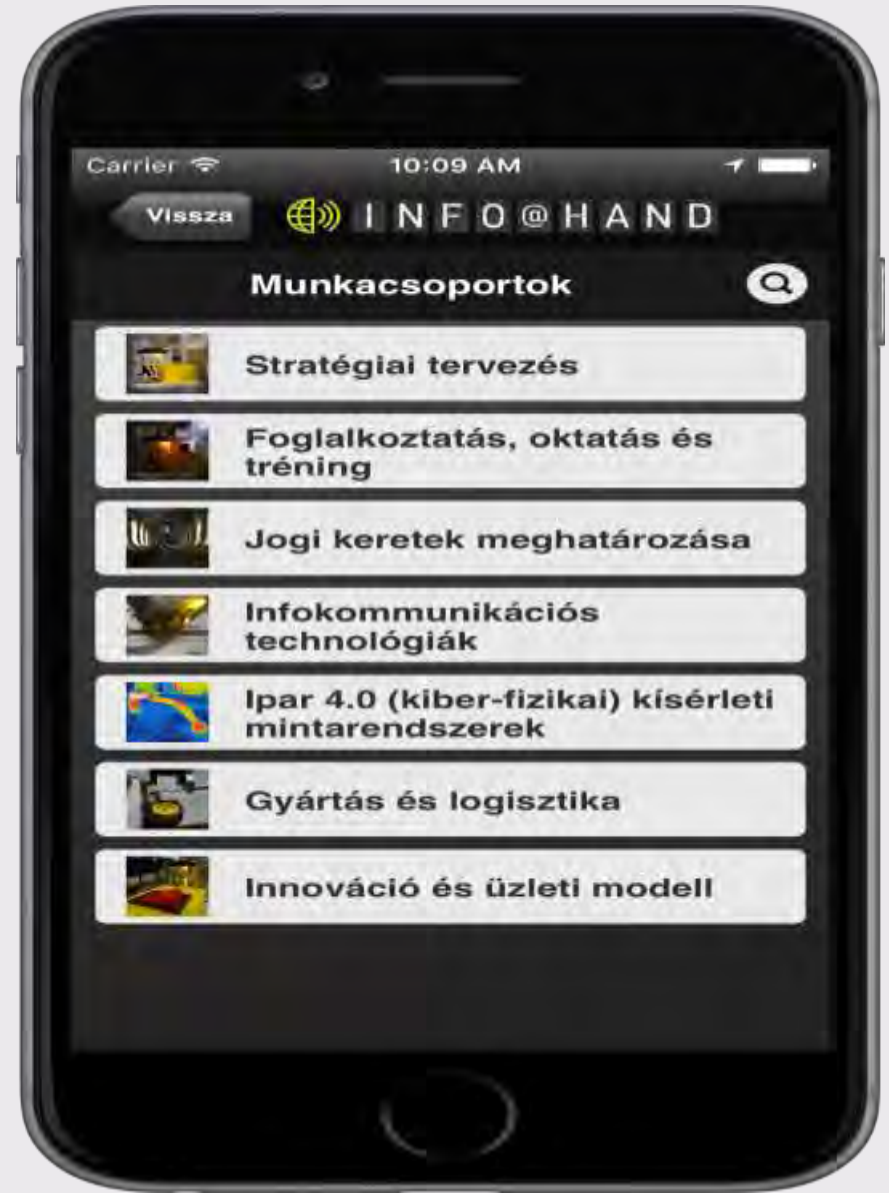 Carrier 10:09 AM
Vissza INFO@HAND
Munkacsoportok
Stratégiai tervezés
Foglalkoztatás, oktatás és
tréning
Jogi keretek meghatározása
Infokommunikációs
technológiák
Ipar 4.0 (kiber-fizikai) kísérleti
mintarendszerek
Gyártás és logisztika
Innováció és üzleti modell